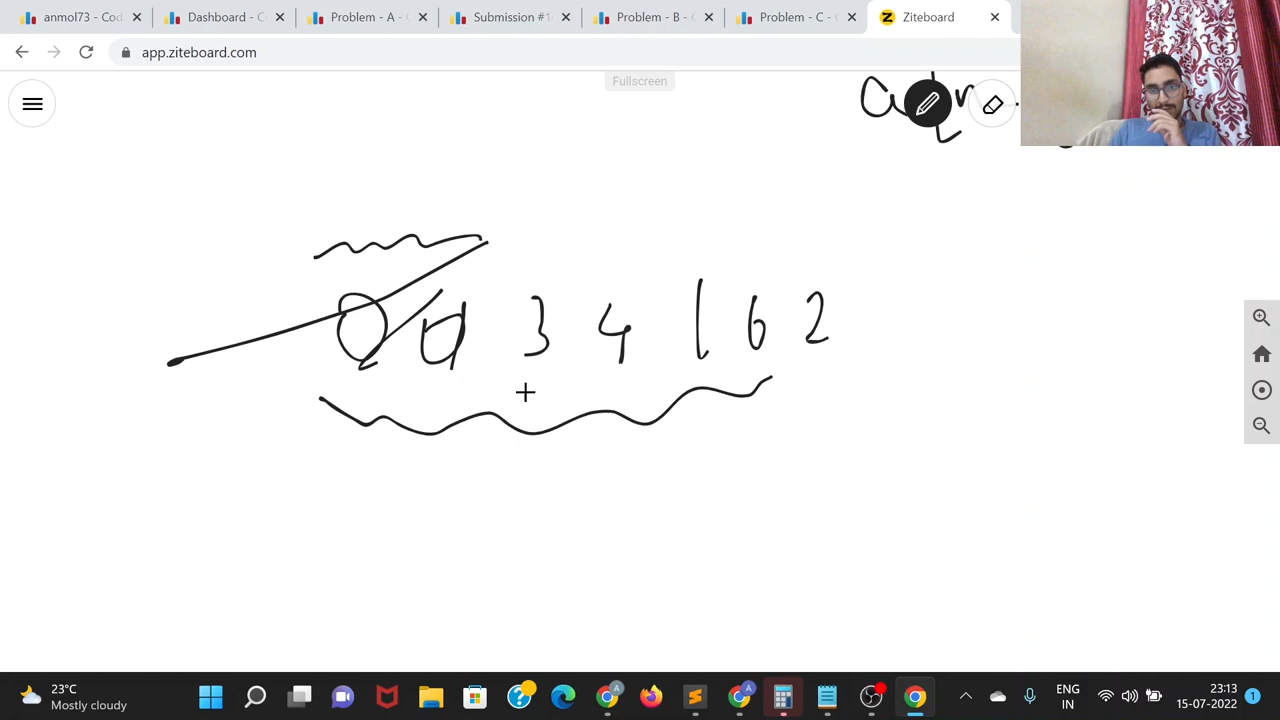 anmol73 - Cod
Dashboard - C
Problem - A - C
Submission #1
Problem - B - C
Problem - C - C
Ziteboard
app.ziteboard.com
Fullscreen
0 3 4 1 6 2
23°C
Mostly cloudy
ENG
IN
23:13
15-07-2022
1